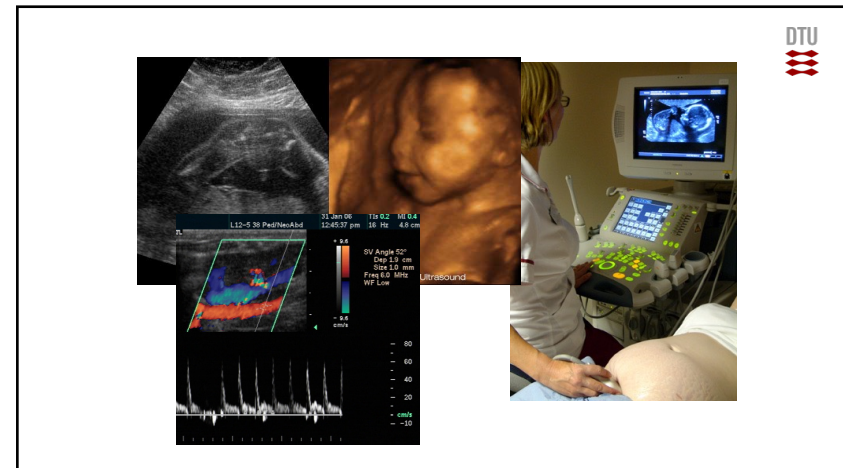 DTU
Ultrasound
L12-5 38 Ped/NeoAbd
31 Jan 06
12:45:37 pm
TIs 0.2 MI 0.4
16 Hz 4.8 cm
+ 9.6
- 9.6
cm/s
SV Angle 52°
Dep 1.9 cm
Size 1.0 mm
Freq 6.0 MHz
WF Low
80
60
40
20
cm/s
-10